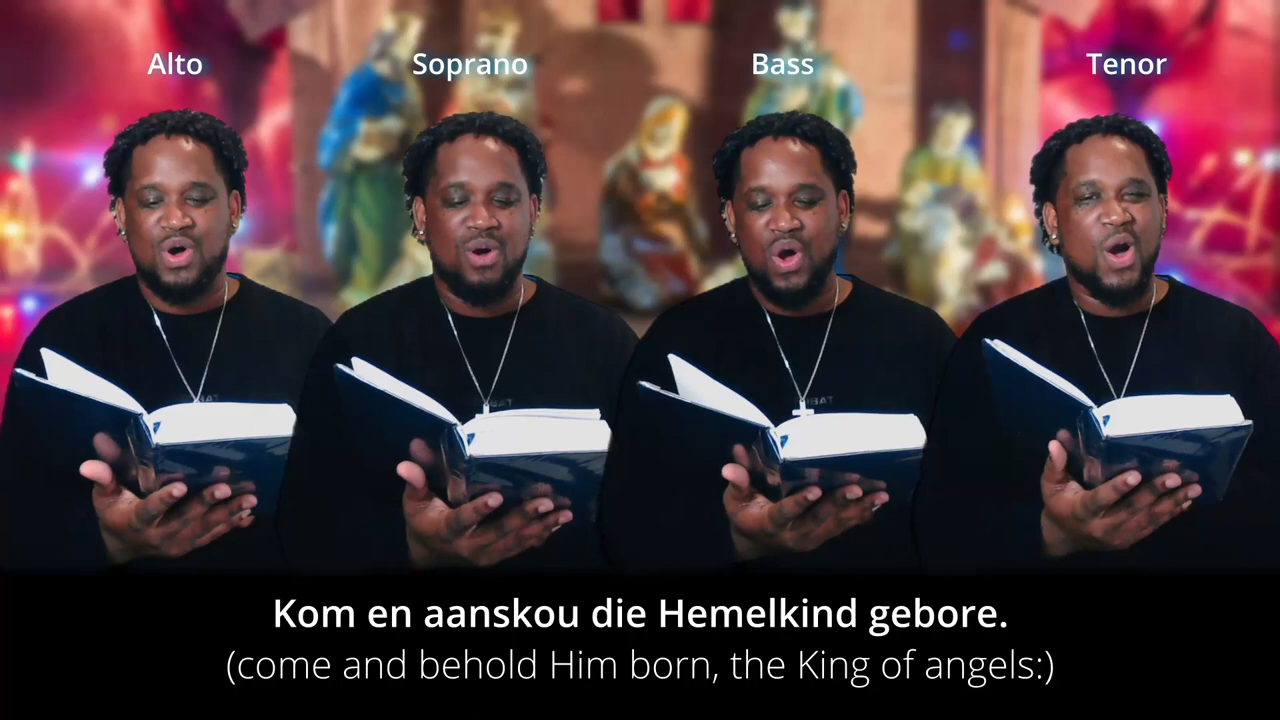 Alto
Soprano
Bass
Tenor
Kom en aanskou die Hemelkind gebore.
(come and behold Him born, the King of angels:)